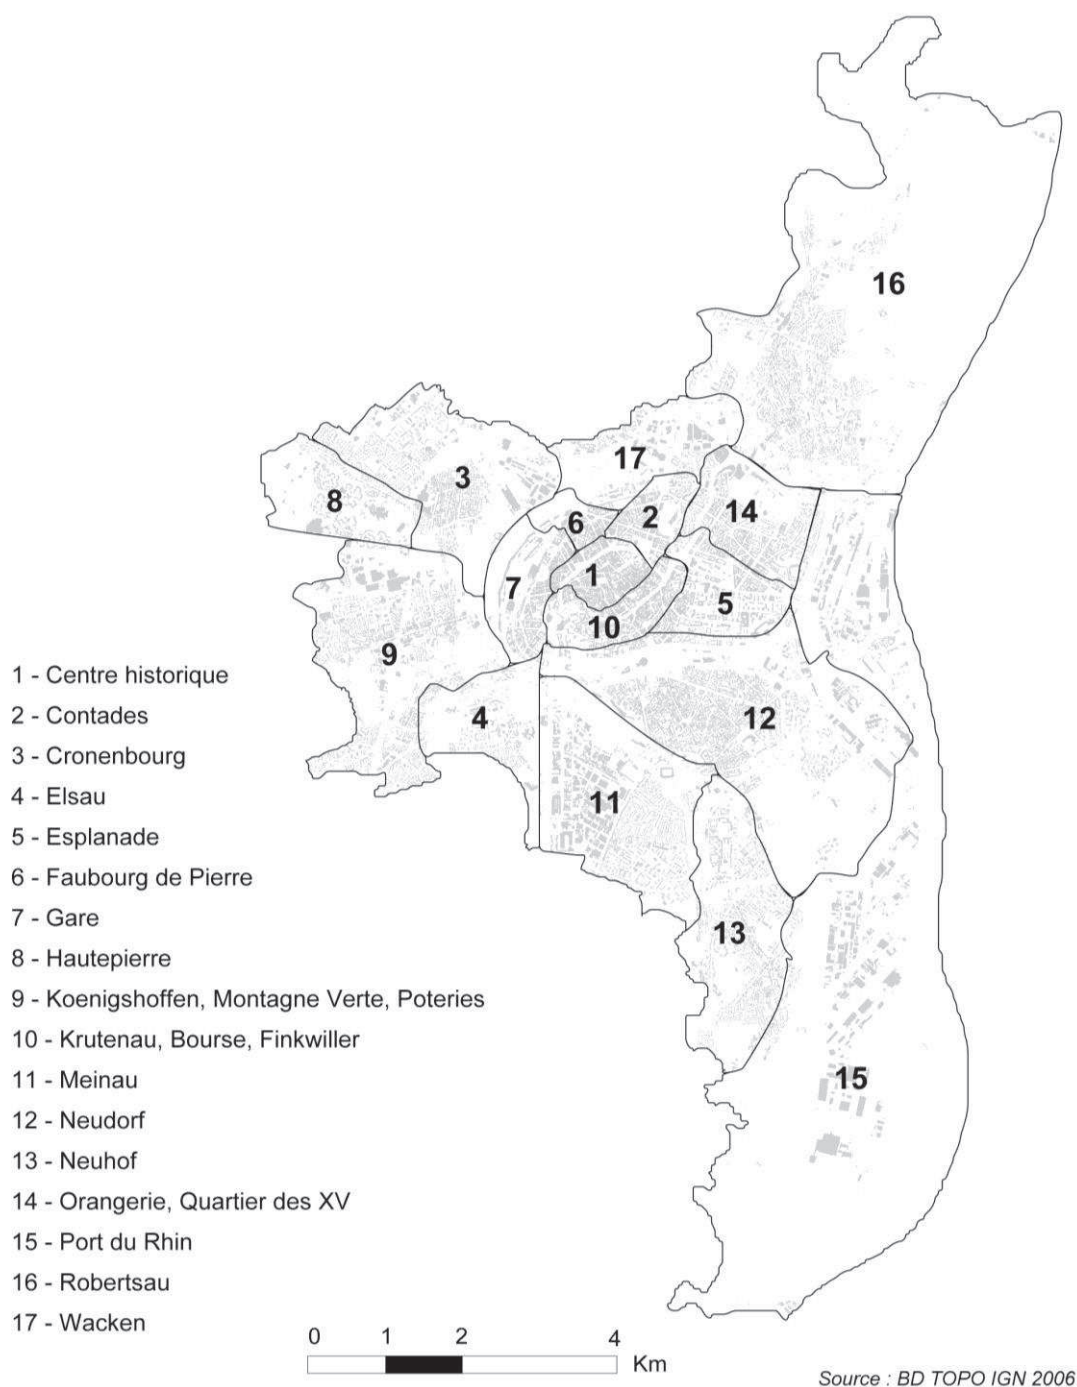 16
17
3
8
14
2
6
1
7
5
10
9
4
12
11
13
15
1 - Centre historique
2 - Contades
3 - Cronenbourg
4 - Elsau
5 - Esplanade
6 - Faubourg de Pierre
7 - Gare
8 - Hautepierre
9 - Koenigshoffen, Montagne Verte, Poteries
10 - Krutenau, Bourse, Finkwiller
11 - Meinau
12 - Neudorf
13 - Neuhof
14 - Orangerie, Quartier des XV
15 - Port du Rhin
16 - Robertsau
17 - Wacken
0 1 2 4
Km
Source : BD TOPO IGN 2006